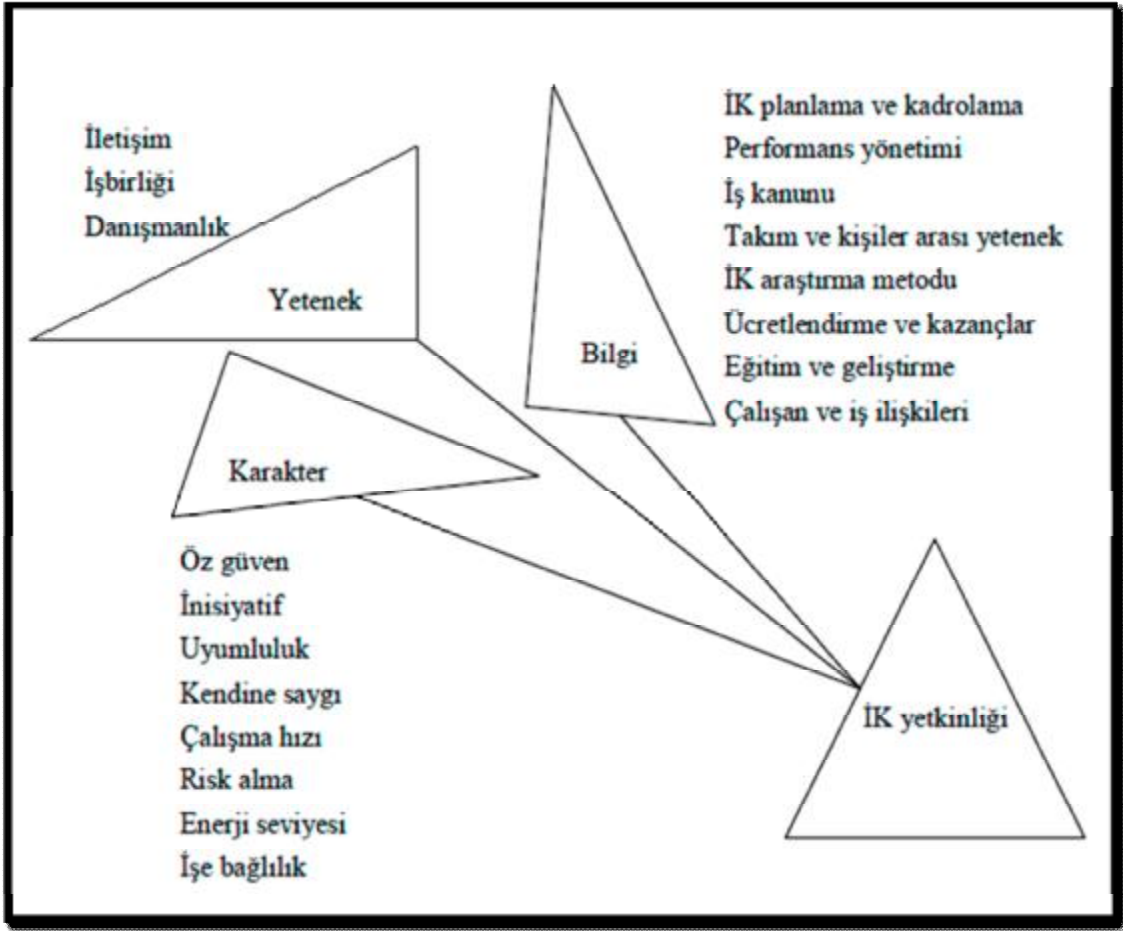 İletişim
İşbirliği
Danışmanlık
Yetenek
İK planlama ve kadrolama
Performans yönetimi
İş kanunu
Takım ve kişiler arası yetenek
İK araştırma metodu
Ücretlendirme ve kazançlar
Eğitim ve geliştirme
Çalışan ve iş ilişkileri
Bilgi
Karakter
Öz güven
İnisiyatif
Uyumluluk
Kendine saygı
Çalışma hızı
Risk alma
Enerji seviyesi
İşe bağlılık
İK yetkinliği